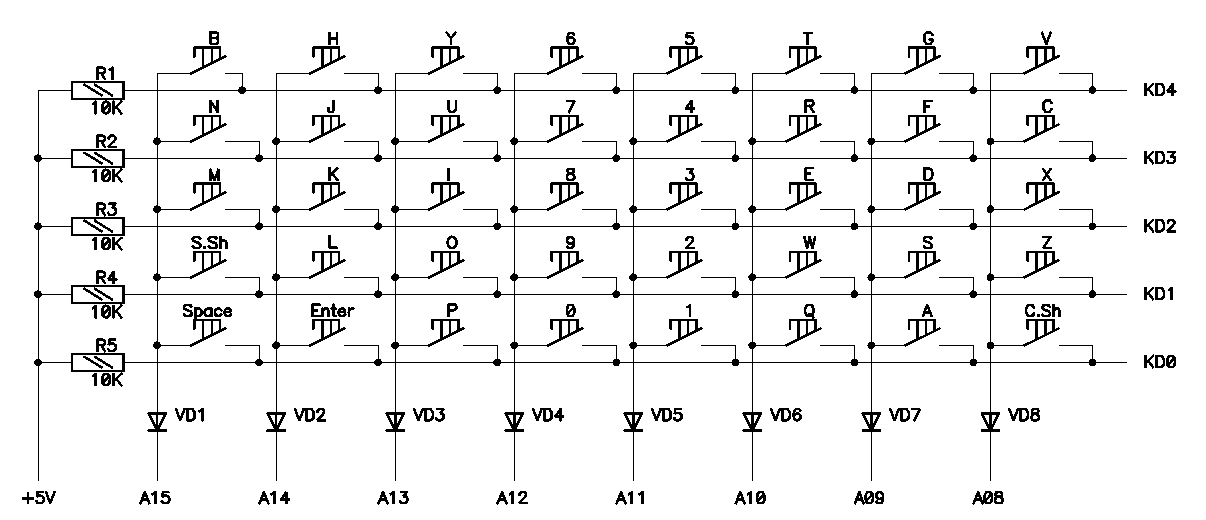 B H Y 6 5 T G V
R1
10K
KD4
N J U 7 4 R F C
R2
10K
KD3
M K I 8 3 E D X
R3
10K
KD2
S.Sh L O 9 2 W S Z
R4
10K
KD1
Space Enter P 0 1 Q A C.Sh
R5
10K
KD0
VD1 VD2 VD3 VD4 VD5 VD6 VD7 VD8
+5V A15 A14 A13 A12 A11 A10 A09 A08